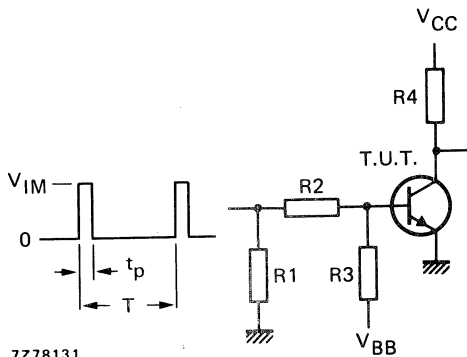 V_CC
R4
T.U.T.
V_IM
R2
0
t_p
T
R1
R3
V_BB
7Z78131